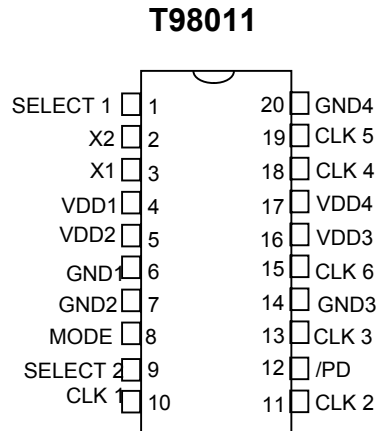 T98011
SELECT 1 1 20 GND4
X2 2 19 CLK 5
X1 3 18 CLK 4
VDD1 4 17 VDD4
VDD2 5 16 VDD3
GND1 6 15 CLK 6
GND2 7 14 GND3
MODE 8 13 CLK 3
SELECT 2 9 12 /PD
CLK 1 10 11 CLK 2